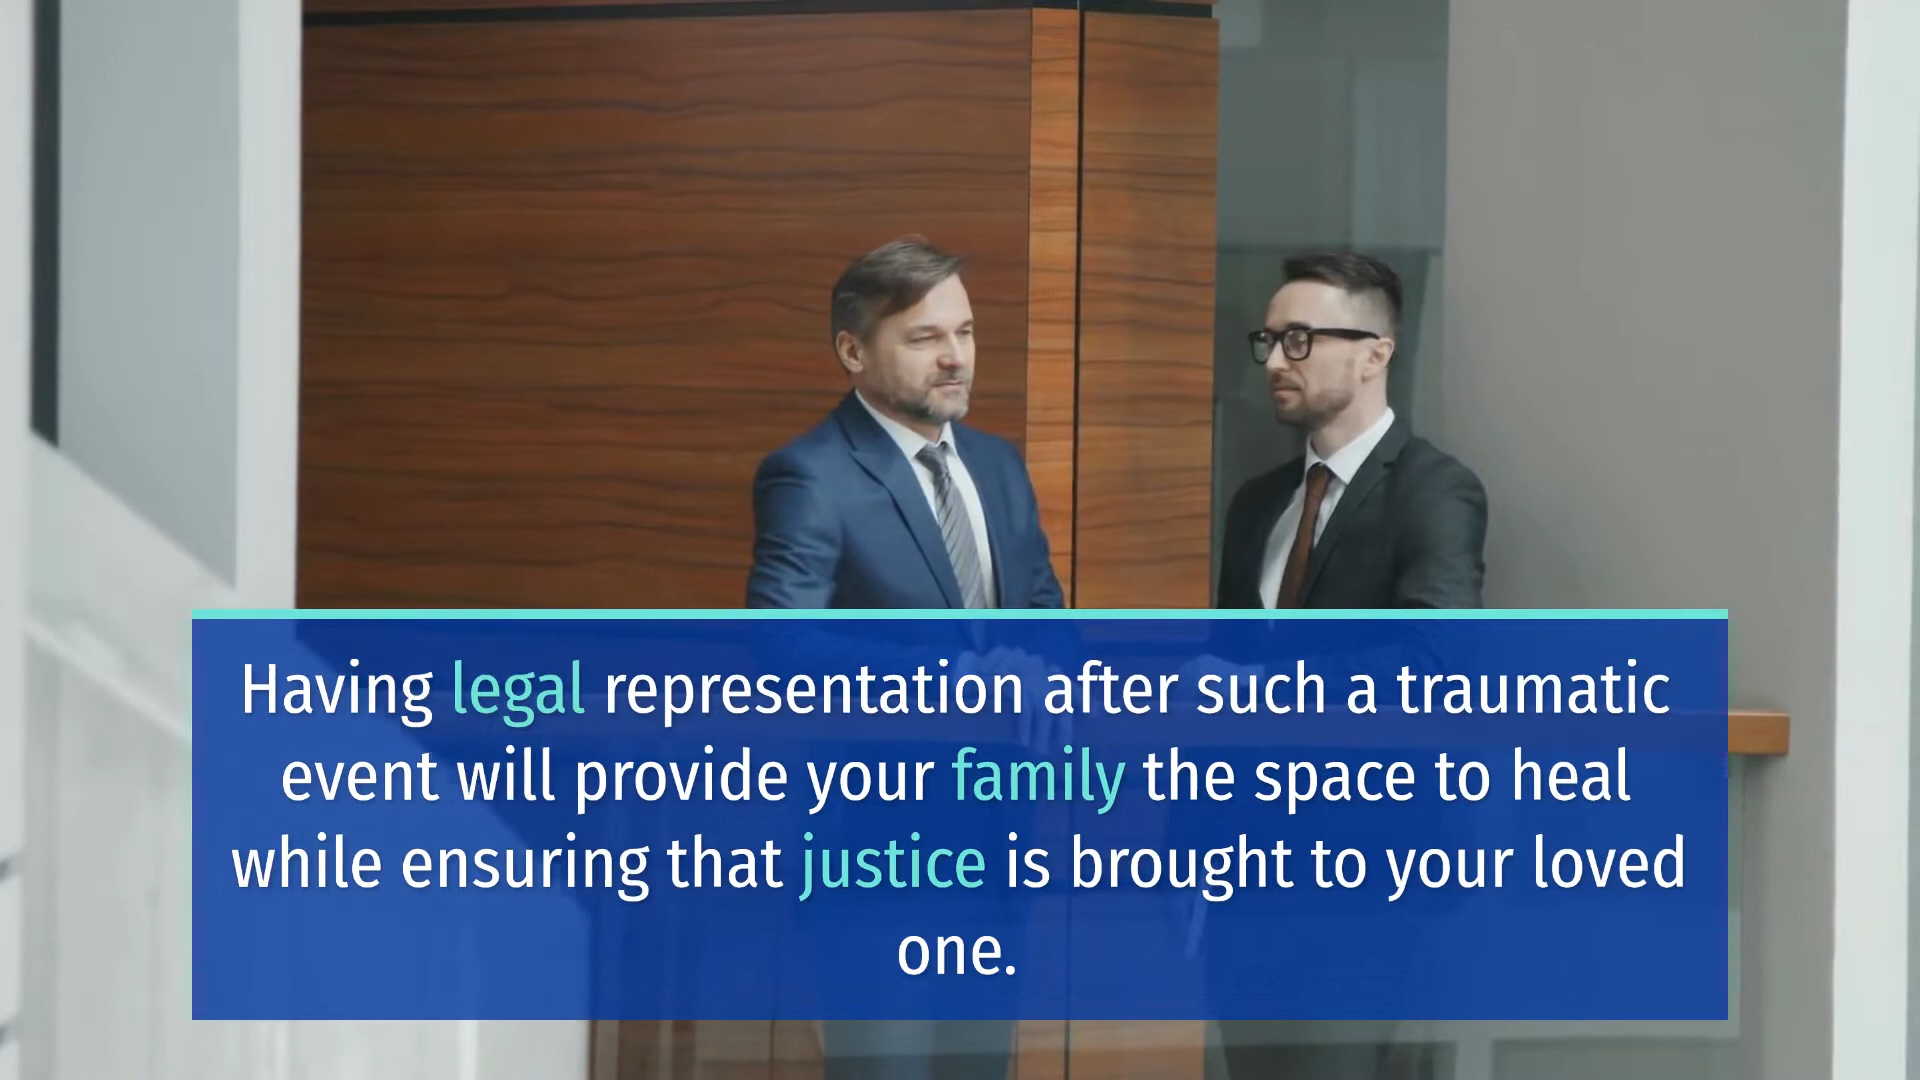 Having legal representation after such a traumatic
event will provide your family the space to heal
while ensuring that justice is brought to your loved
one.